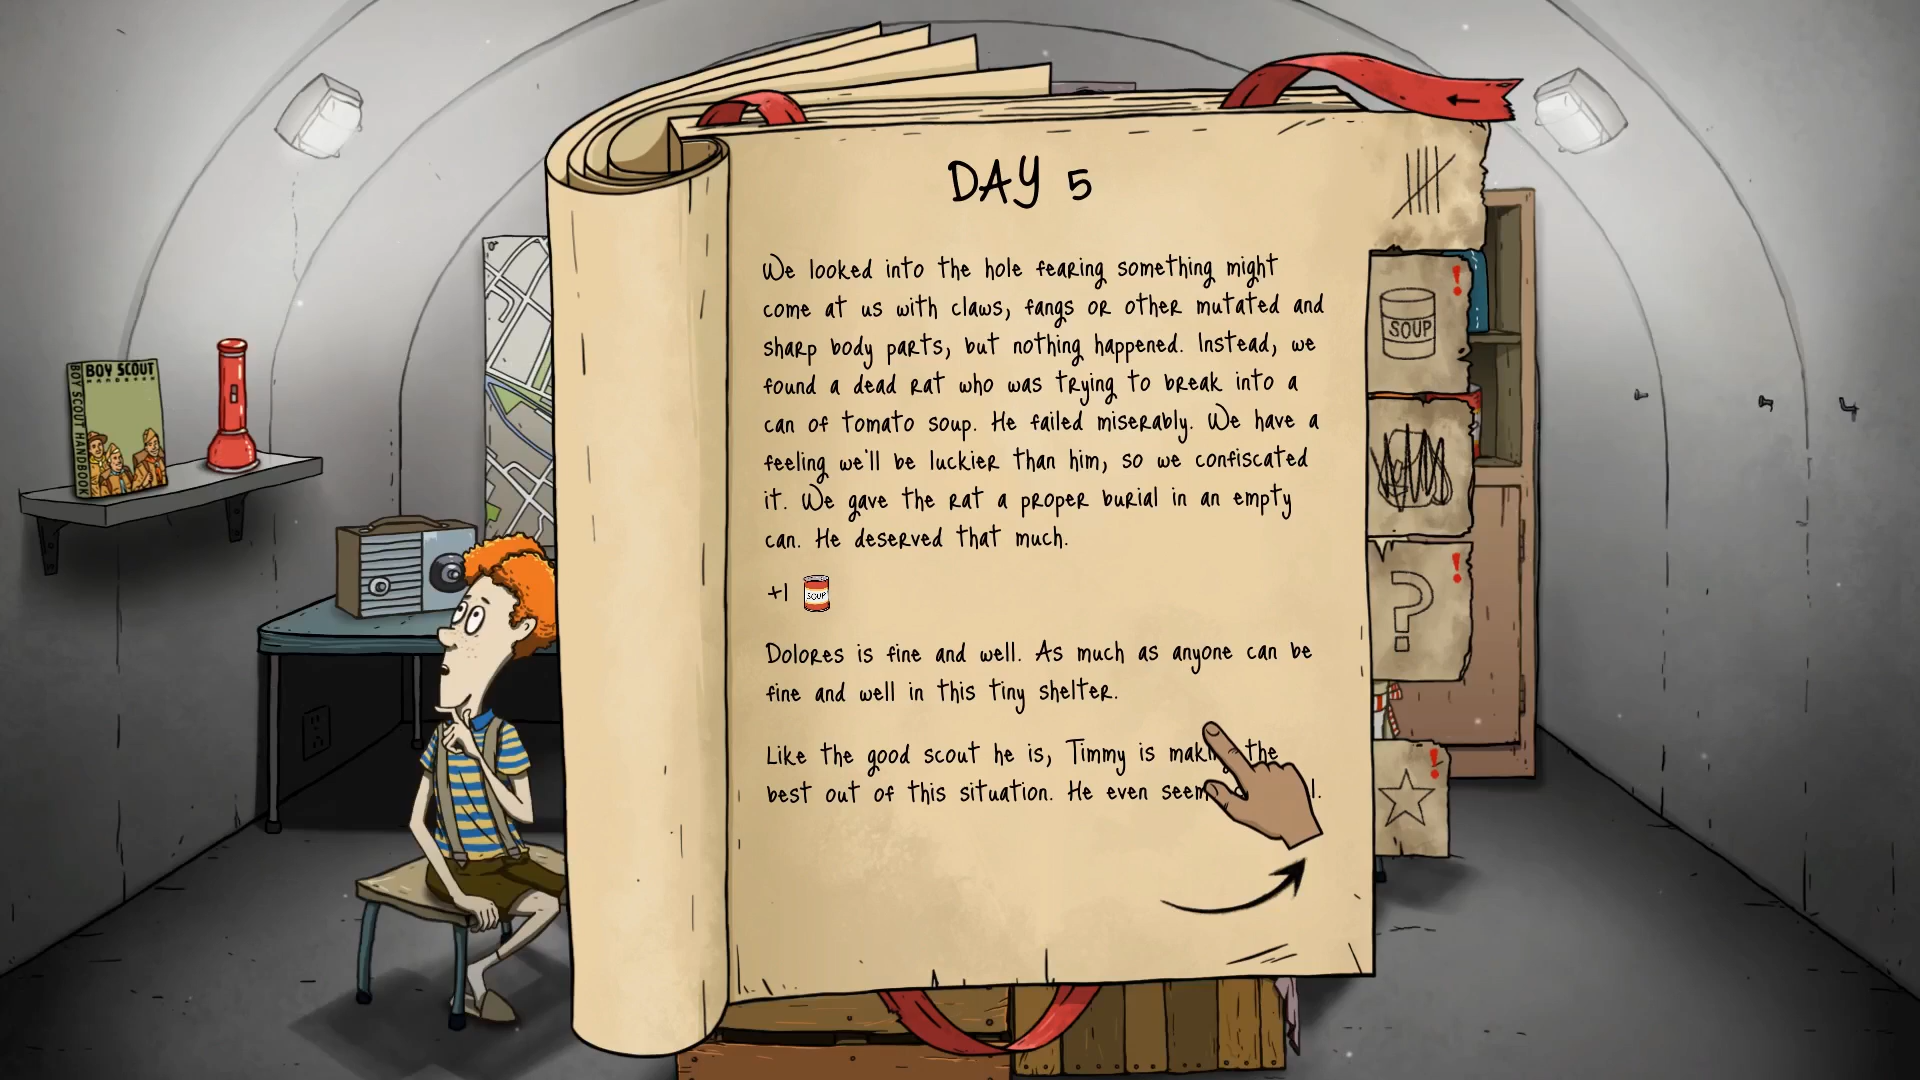 DAY 5
We looked into the hole fearing something might
come at us with claws, fangs or other mutated and
sharp body parts, but nothing happened. Instead, we
found a dead rat who was trying to break into a
can of tomato soup. He failed miserably. We have a
feeling we'll be luckier than him, so we confiscated
it. We gave the rat a proper burial in an empty
can. He deserved that much.
+1
SOUP
Dolores is fine and well. As much as anyone can be
fine and well in this tiny shelter.
Like the good scout he is, Timmy is making the
best out of this situation. He even
SOUP
!
?
!
!
BOY SCOUT
HANDBOOK
BOY SCOUT HANDBOOK